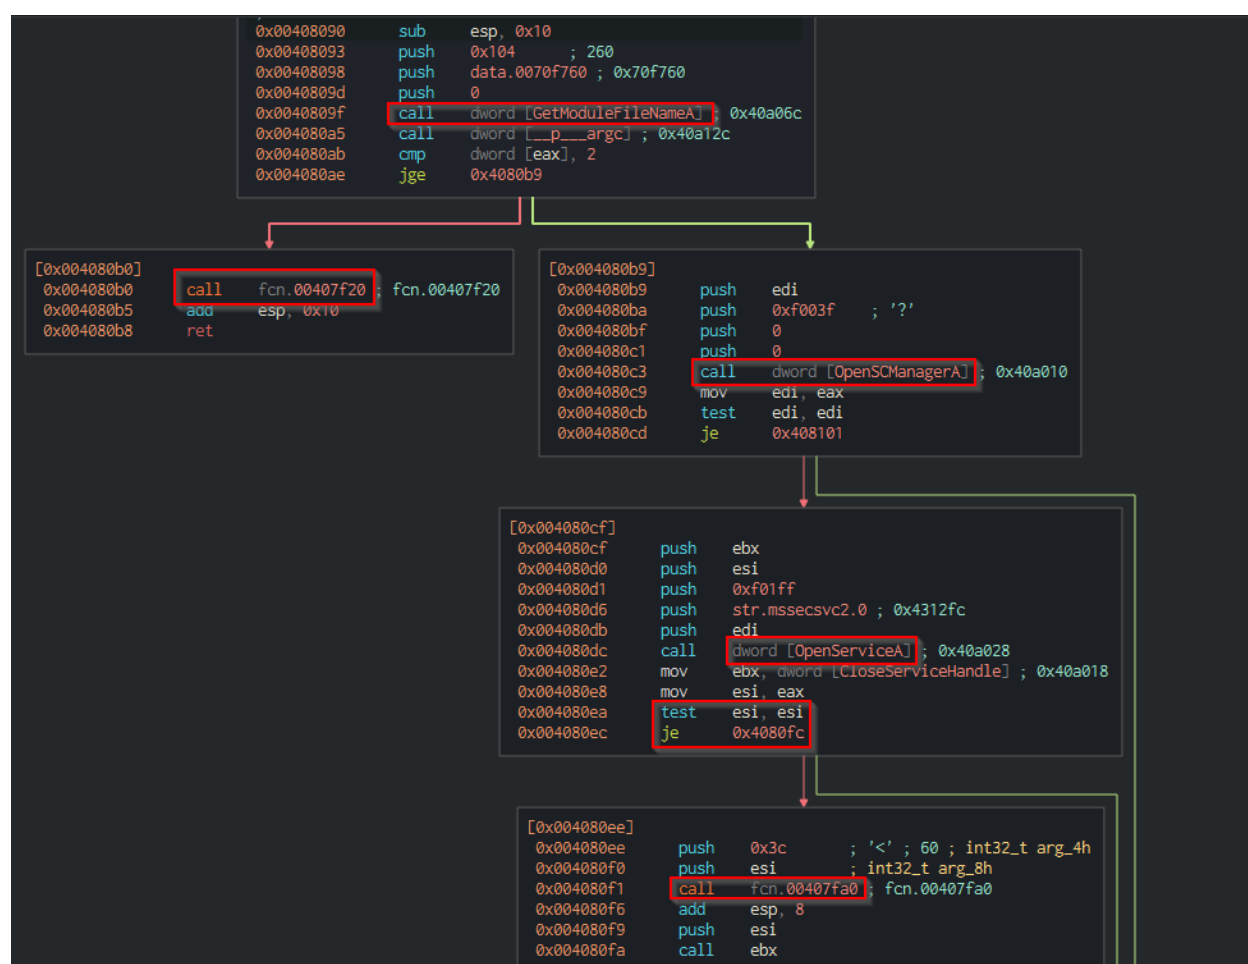 0x00408090 sub esp, 0x10
0x00408093 push 0x104 ; 260
0x00408098 push data.0070f760 ; 0x70f760
0x0040809d push 0
0x0040809f call dword [GetModuleFileNameA] ; 0x40a06c
0x004080a5 call dword [__p___argc] ; 0x40a12c
0x004080ab cmp dword [eax], 2
0x004080ae jge 0x4080b9
[0x004080b0]
0x004080b0 call fcn.00407f20 ; fcn.00407f20
0x004080b5 add esp, 0x10
0x004080b8 ret
[0x004080b9]
0x004080b9 push edi
0x004080ba push 0xf003f ; '?'
0x004080bf push 0
0x004080c1 push 0
0x004080c3 call dword [OpenSCManagerA] ; 0x40a010
0x004080c9 mov edi, eax
0x004080cb test edi, edi
0x004080cd je 0x408101
[0x004080cf]
0x004080cf push ebx
0x004080d0 push esi
0x004080d1 push 0xf01ff
0x004080d6 push str.mssecsvc2.0 ; 0x4312fc
0x004080db push edi
0x004080dc call dword [OpenServiceA] ; 0x40a028
0x004080e2 mov ebx, dword [CloseServiceHandle] ; 0x40a018
0x004080e8 mov esi, eax
0x004080ea test esi, esi
0x004080ec je 0x4080fc
[0x004080ee]
0x004080ee push 0x3c ; '<' ; 60 ; int32_t arg_4h
0x004080f0 push esi ; int32_t arg_8h
0x004080f1 call fcn.00407fa0 ; fcn.00407fa0
0x004080f6 add esp, 8
0x004080f9 push esi
0x004080fa call ebx